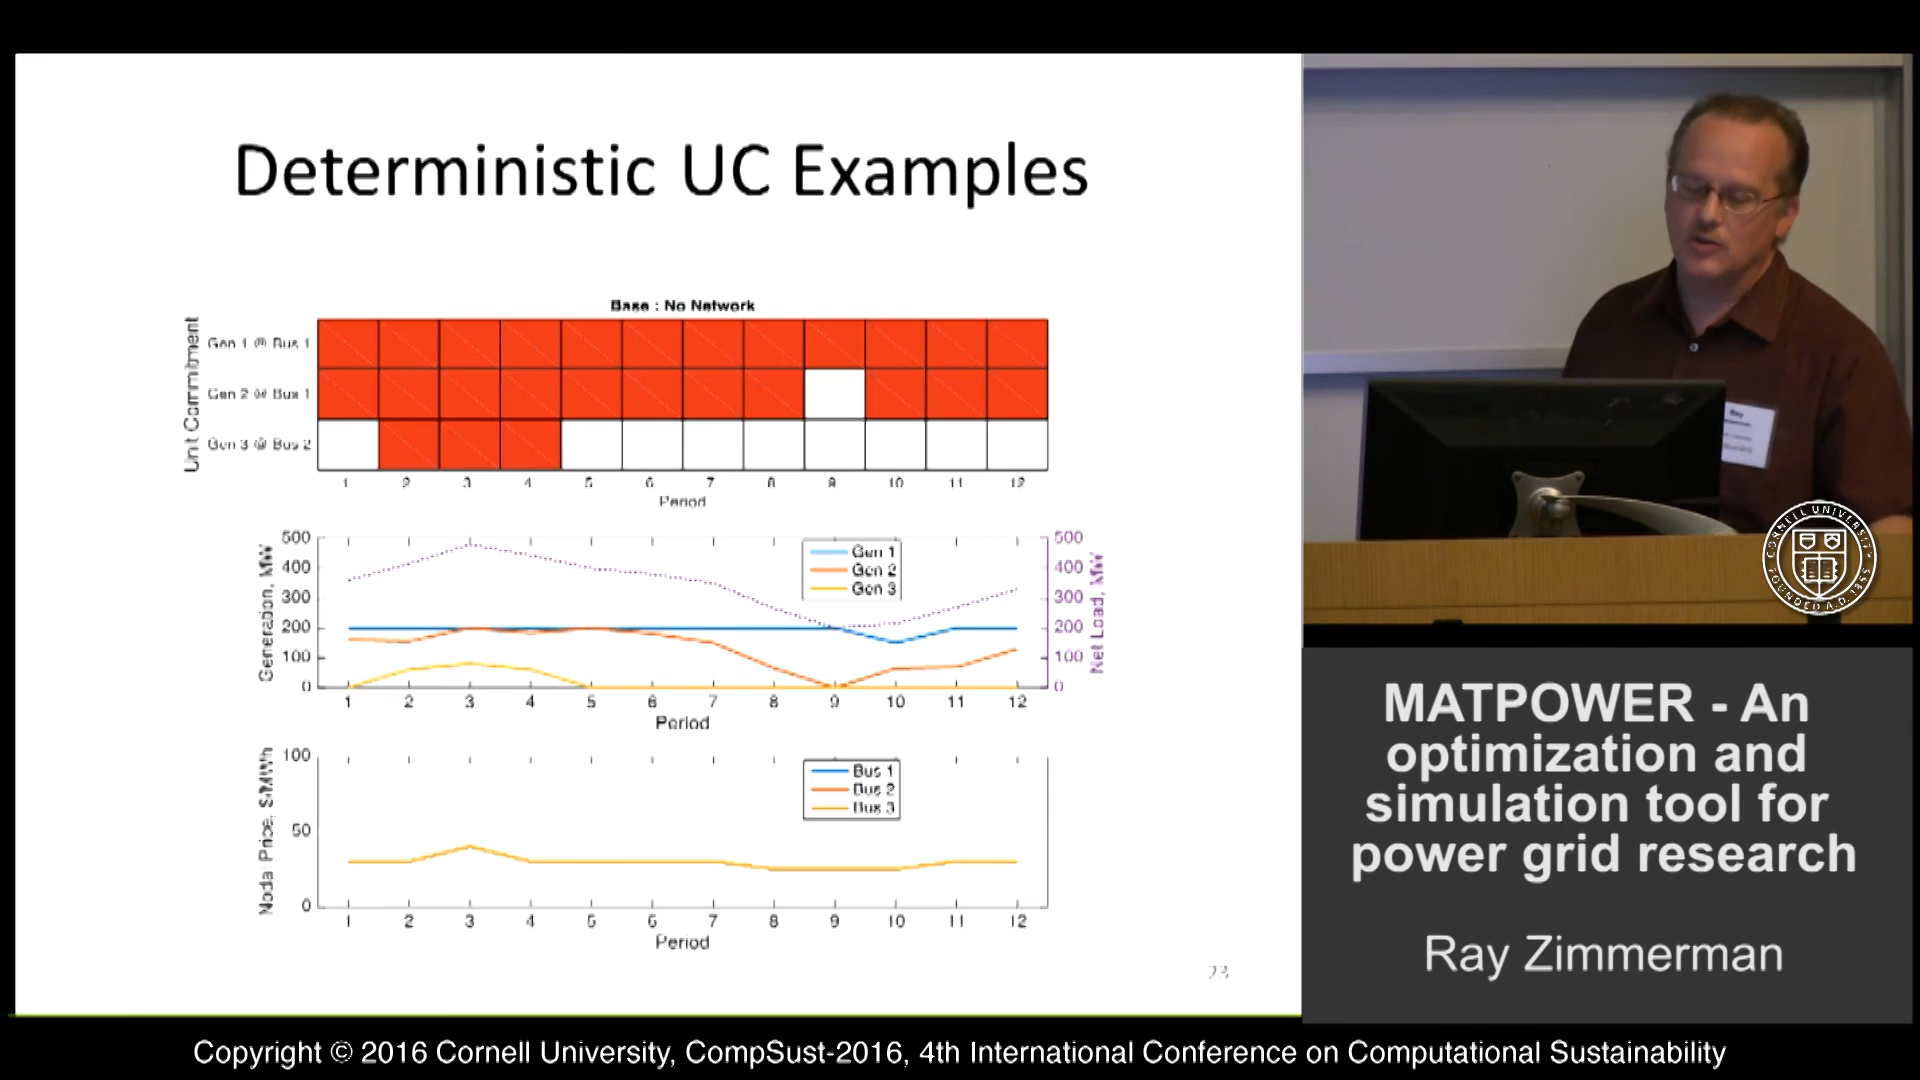 Deterministic UC Examples
Base : No Network
Unit Commitment
Gen 1 @ Bus 1
Gen 2 @ Bus 1
Gen 3 @ Bus 2
1 2 3 4 5 6 7 8 9 10 11 12
Period
Generation, MW
500
400
300
200
100
0
Gen 1
Gen 2
Gen 3
500
400
300
200
100
0
Net Load, MW
1 2 3 4 5 6 7 8 9 10 11 12
Period
Nodal Price, $/MWh
100
50
0
Bus 1
Bus 2
Bus 3
1 2 3 4 5 6 7 8 9 10 11 12
Period
Ray
CORNELL UNIVERSITY
FOUNDED A.D. 1865
MATPOWER - An
optimization and
simulation tool for
power grid research
Ray Zimmerman
Copyright © 2016 Cornell University, CompSust-2016, 4th International Conference on Computational Sustainability